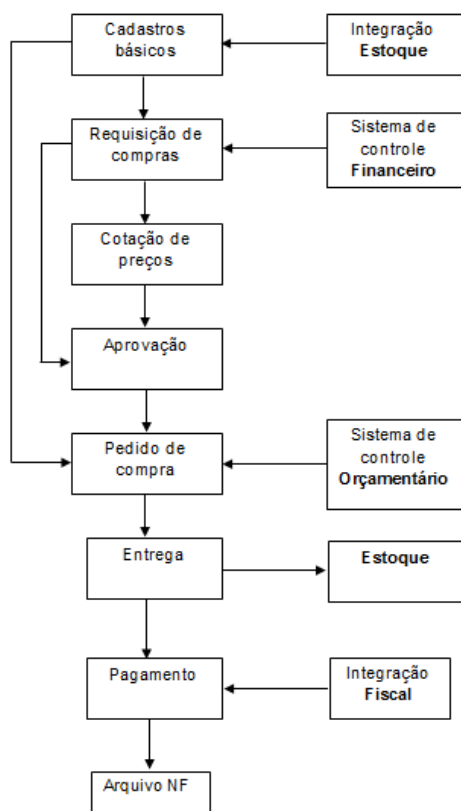 Cadastros
básicos
Integração
Estoque
Requisição de
compras
Sistema de
controle
Financeiro
Cotação de
preços
Aprovação
Pedido de
compra
Sistema de
controle
Orçamentário
Entrega
Estoque
Pagamento
Integração
Fiscal
Arquivo NF